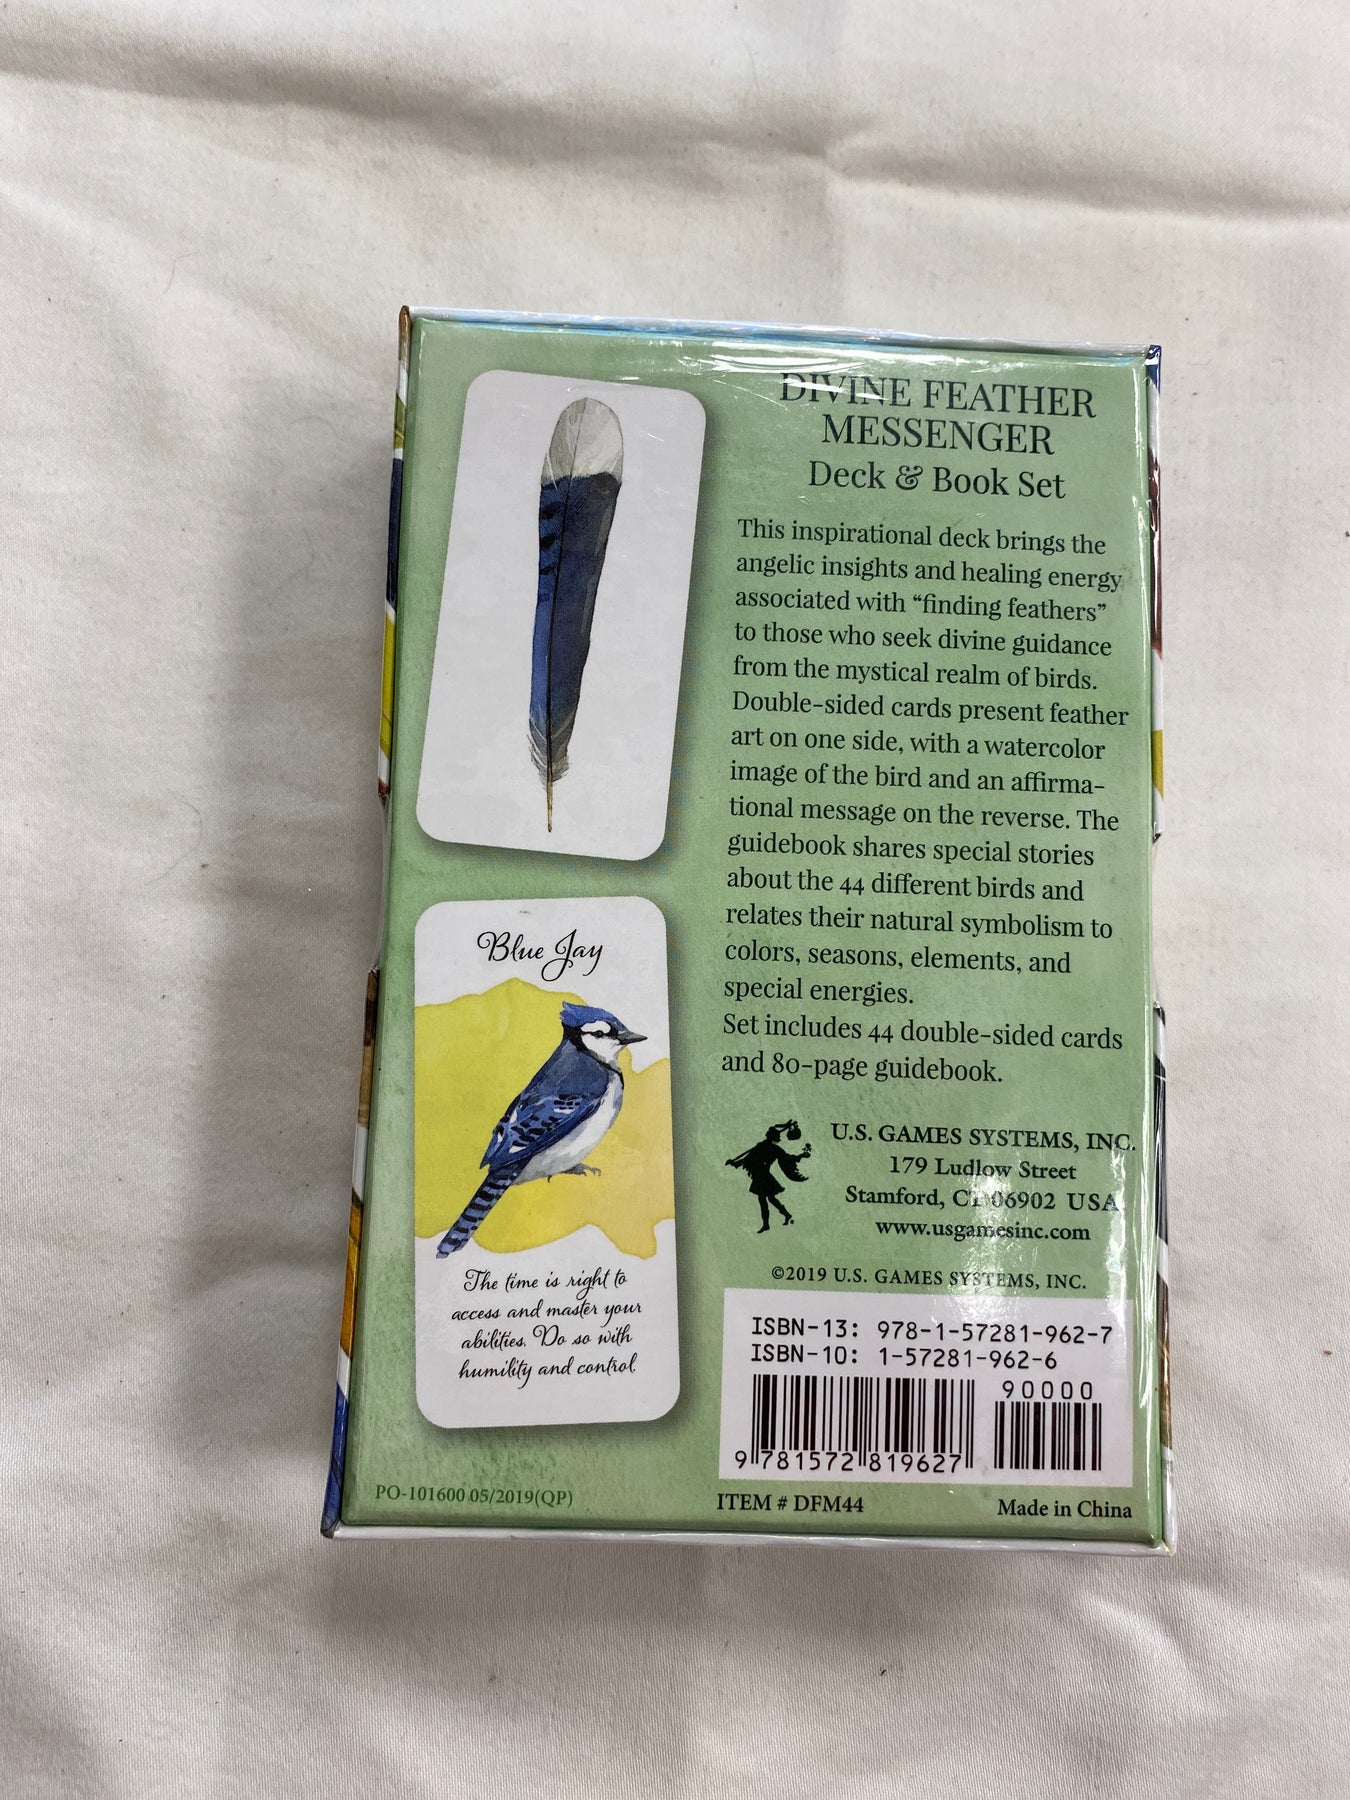 DIVINE FEATHER
MESSENGER
Deck & Book Set
This inspirational deck brings the
angelic insights and healing energy
associated with “finding feathers”
to those who seek divine guidance
from the mystical realm of birds.
Double-sided cards present feather
art on one side, with a watercolor
image of the bird and an affirma-
tional message on the reverse. The
guidebook shares special stories
about the 44 different birds and
relates their natural symbolism to
colors, seasons, elements, and
special energies.
Set includes 44 double-sided cards
and 80-page guidebook.
Blue Jay
The time is right to
access and master your
abilities. Do so with
humility and control.
U.S. GAMES SYSTEMS, INC.
179 Ludlow Street
Stamford, CT 06902 USA
www.usgamesinc.com
©2019 U.S. GAMES SYSTEMS, INC.
ISBN-13: 978-1-57281-962-7
ISBN-10: 1-57281-962-6
90000
9 781572 819627
PO-101600 05/2019(QP)
ITEM # DFM44
Made in China